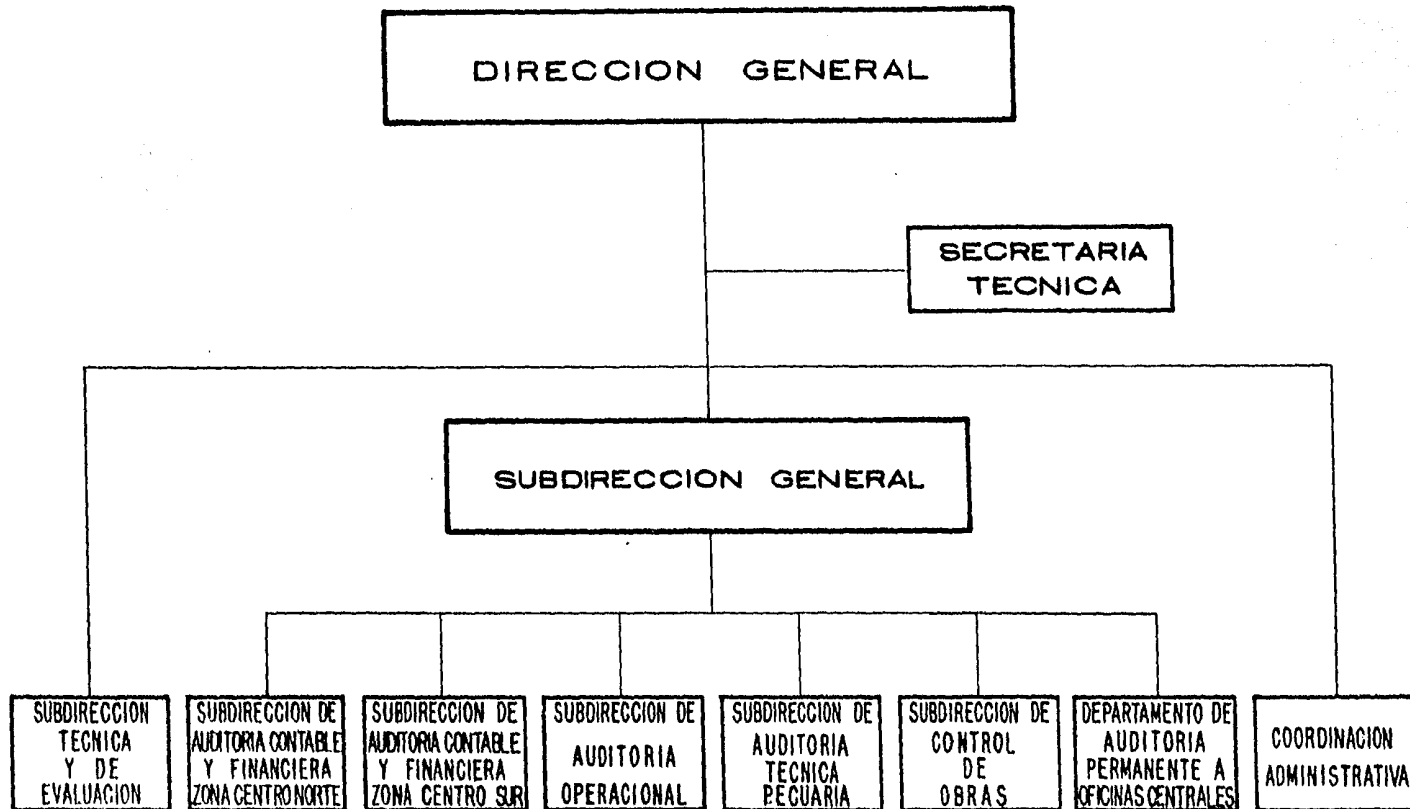 DIRECCION GENERAL
SECRETARIA
TECNICA
SUBDIRECCION GENERAL
SUBDIRECCION
TECNICA
Y DE
EVALUACION
SUBDIRECCION DE
AUDITORIA CONTABLE
Y FINANCIERA
ZONA CENTRO NORTE
SUBDIRECCION DE
AUDITORIA CONTABLE
Y FINANCIERA
ZONA CENTRO SUR
SUBDIRECCION DE
AUDITORIA
OPERACIONAL
SUBDIRECCION DE
AUDITORIA
TECNICA
PECUARIA
SUBDIRECCION DE
CONTROL
DE
OBRAS
DEPARTAMENTO DE
AUDITORIA
PERMANENTE A
OFICINAS CENTRALES
COORDINACION
ADMINISTRATIVA